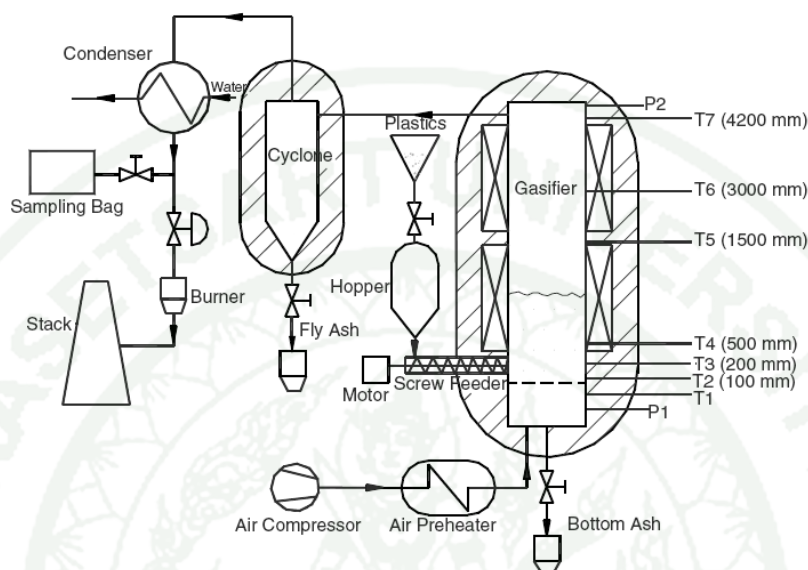 Condenser
Water
Plastics
P2
T7 (4200 mm)
Cyclone
Gasifier
T6 (3000 mm)
Sampling Bag
T5 (1500 mm)
Hopper
Burner
Stack
Fly Ash
T4 (500 mm)
T3 (200 mm)
Motor
Screw Feeder
T2 (100 mm)
T1
P1
Air Compressor
Air Preheater
Bottom Ash